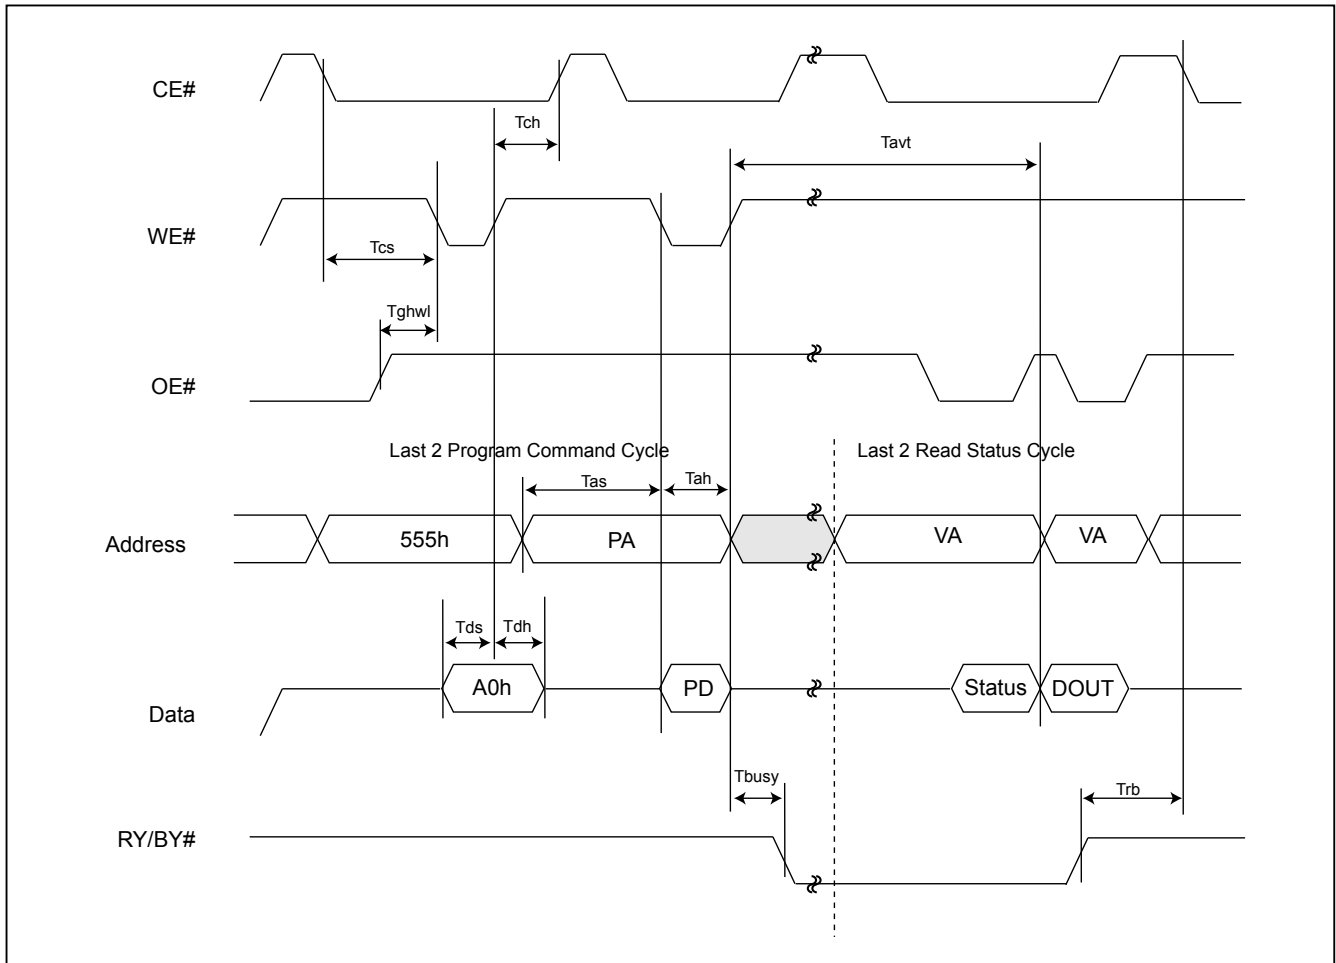 CE#
Tch
Tavt
WE#
Tcs
Tghwl
OE#
Last 2 Program Command Cycle
Last 2 Read Status Cycle
Tas
Tah
Address
555h
PA
VA
VA
Tds
Tdh
Data
A0h
PD
Status
DOUT
Tbusy
Trb
RY/BY#